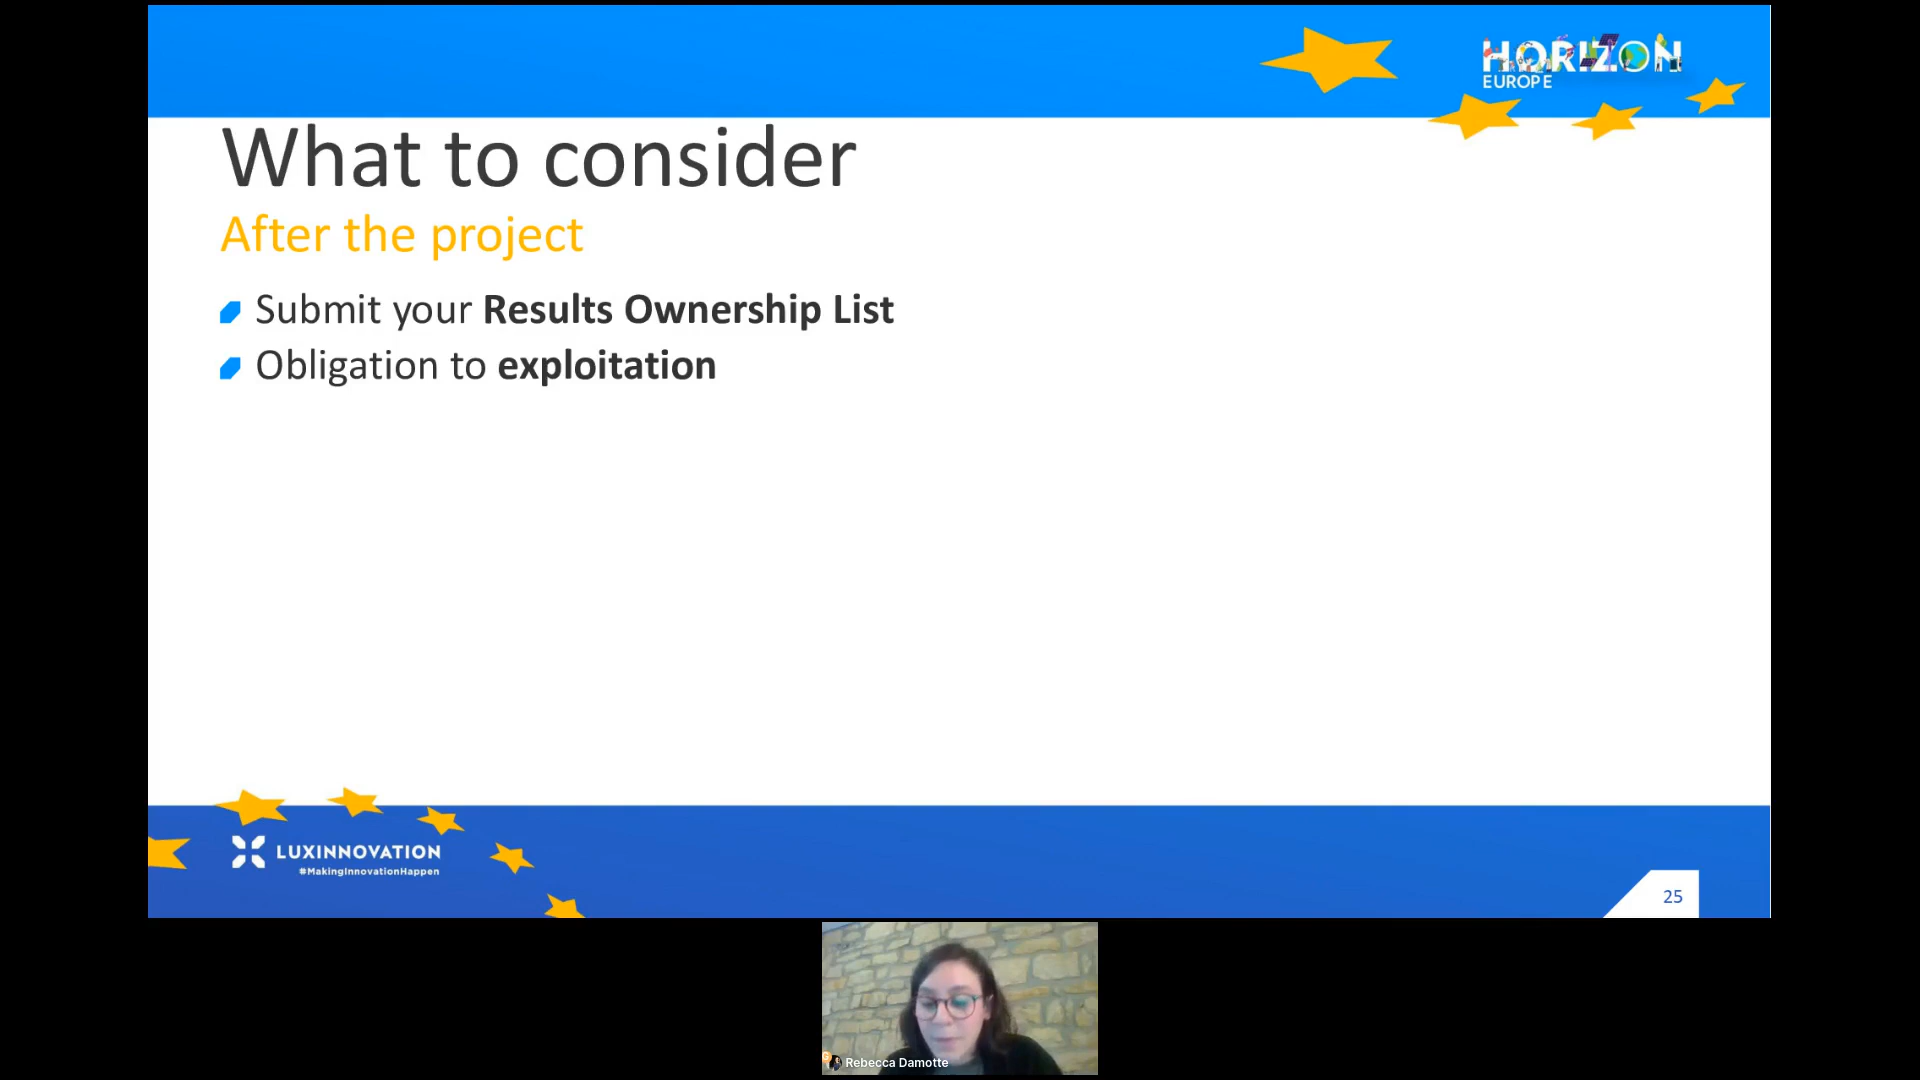 HORIZON
EUROPE
What to consider
After the project
Submit your Results Ownership List
Obligation to exploitation
LUXINNOVATION
#MakingInnovationHappen
25
Rebecca Damotte